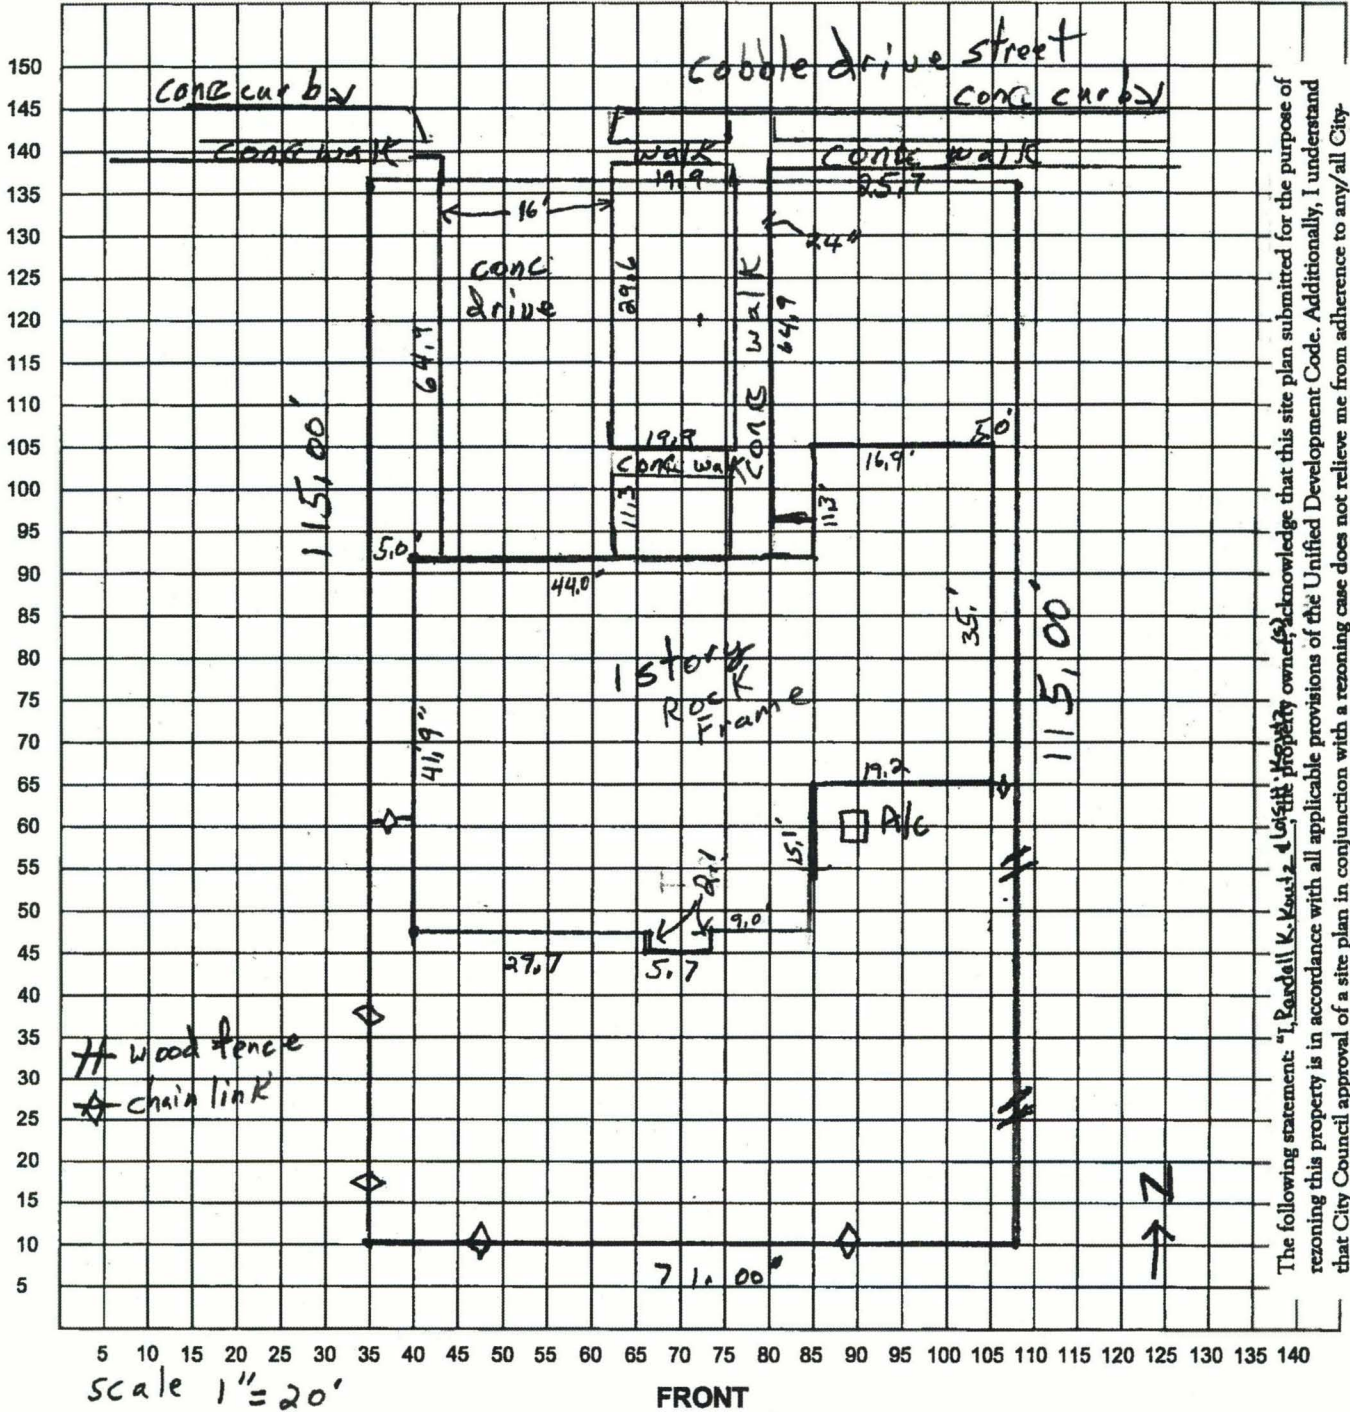 cobble drive street
conc curb
conc curb
conc walk
walk
conc walk
19.9
25.7
16'
24"
conc
drive
29.6
64.9
conc walk
64.9
115.00'
19.9
conc walk
11.3
5.0'
16.9'
11.3'
5.0'
44.0'
35.'
115.00'
1 story
Rock
Frame
41.9"
19.2
A/c
15.1'
2.1'
9.0'
29.7
5.7
wood fence
chain link
71.00"
N
150
145
140
135
130
125
120
115
110
105
100
95
90
85
80
75
70
65
60
55
50
45
40
35
30
25
20
15
10
5
5 10 15 20 25 30 35 40 45 50 55 60 65 70 75 80 85 90 95 100 105 110 115 120 125 130 135 140
scale 1" = 20'
FRONT
The following statement: "I, Randall K. Koutz & Lois H. Koutz, the property owner(s), acknowledge that this site plan submitted for the purpose of
rezoning this property is in accordance with all applicable provisions of the Unified Development Code. Additionally, I understand
that City Council approval of a site plan in conjunction with a rezoning case does not relieve me from adherence to any/all City-